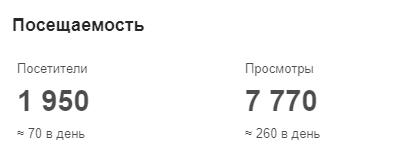 Посещаемость
Посетители Просмотры
1 950 7 770
≈ 70 в день ≈ 260 в день